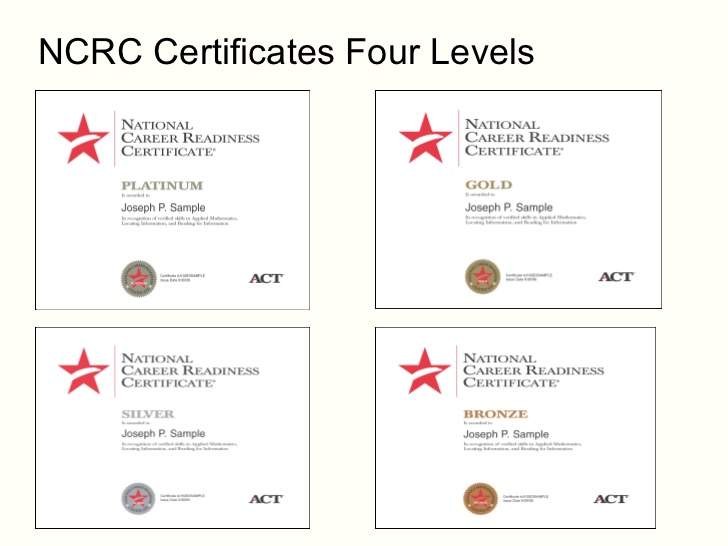 NCRC Certificates Four Levels
NATIONAL
CAREER READINESS
CERTIFICATE®
PLATINUM
Is awarded to
Joseph P. Sample
In recognition of verified skills in Applied Mathematics,
Locating Information, and Reading for Information
ACT®
NATIONAL
CAREER READINESS
CERTIFICATE®
GOLD
Is awarded to
Joseph P. Sample
In recognition of verified skills in Applied Mathematics,
Locating Information, and Reading for Information
ACT®
NATIONAL
CAREER READINESS
CERTIFICATE®
SILVER
Is awarded to
Joseph P. Sample
In recognition of verified skills in Applied Mathematics,
Locating Information, and Reading for Information
ACT®
NATIONAL
CAREER READINESS
CERTIFICATE®
BRONZE
Is awarded to
Joseph P. Sample
In recognition of verified skills in Applied Mathematics,
Locating Information, and Reading for Information
ACT®